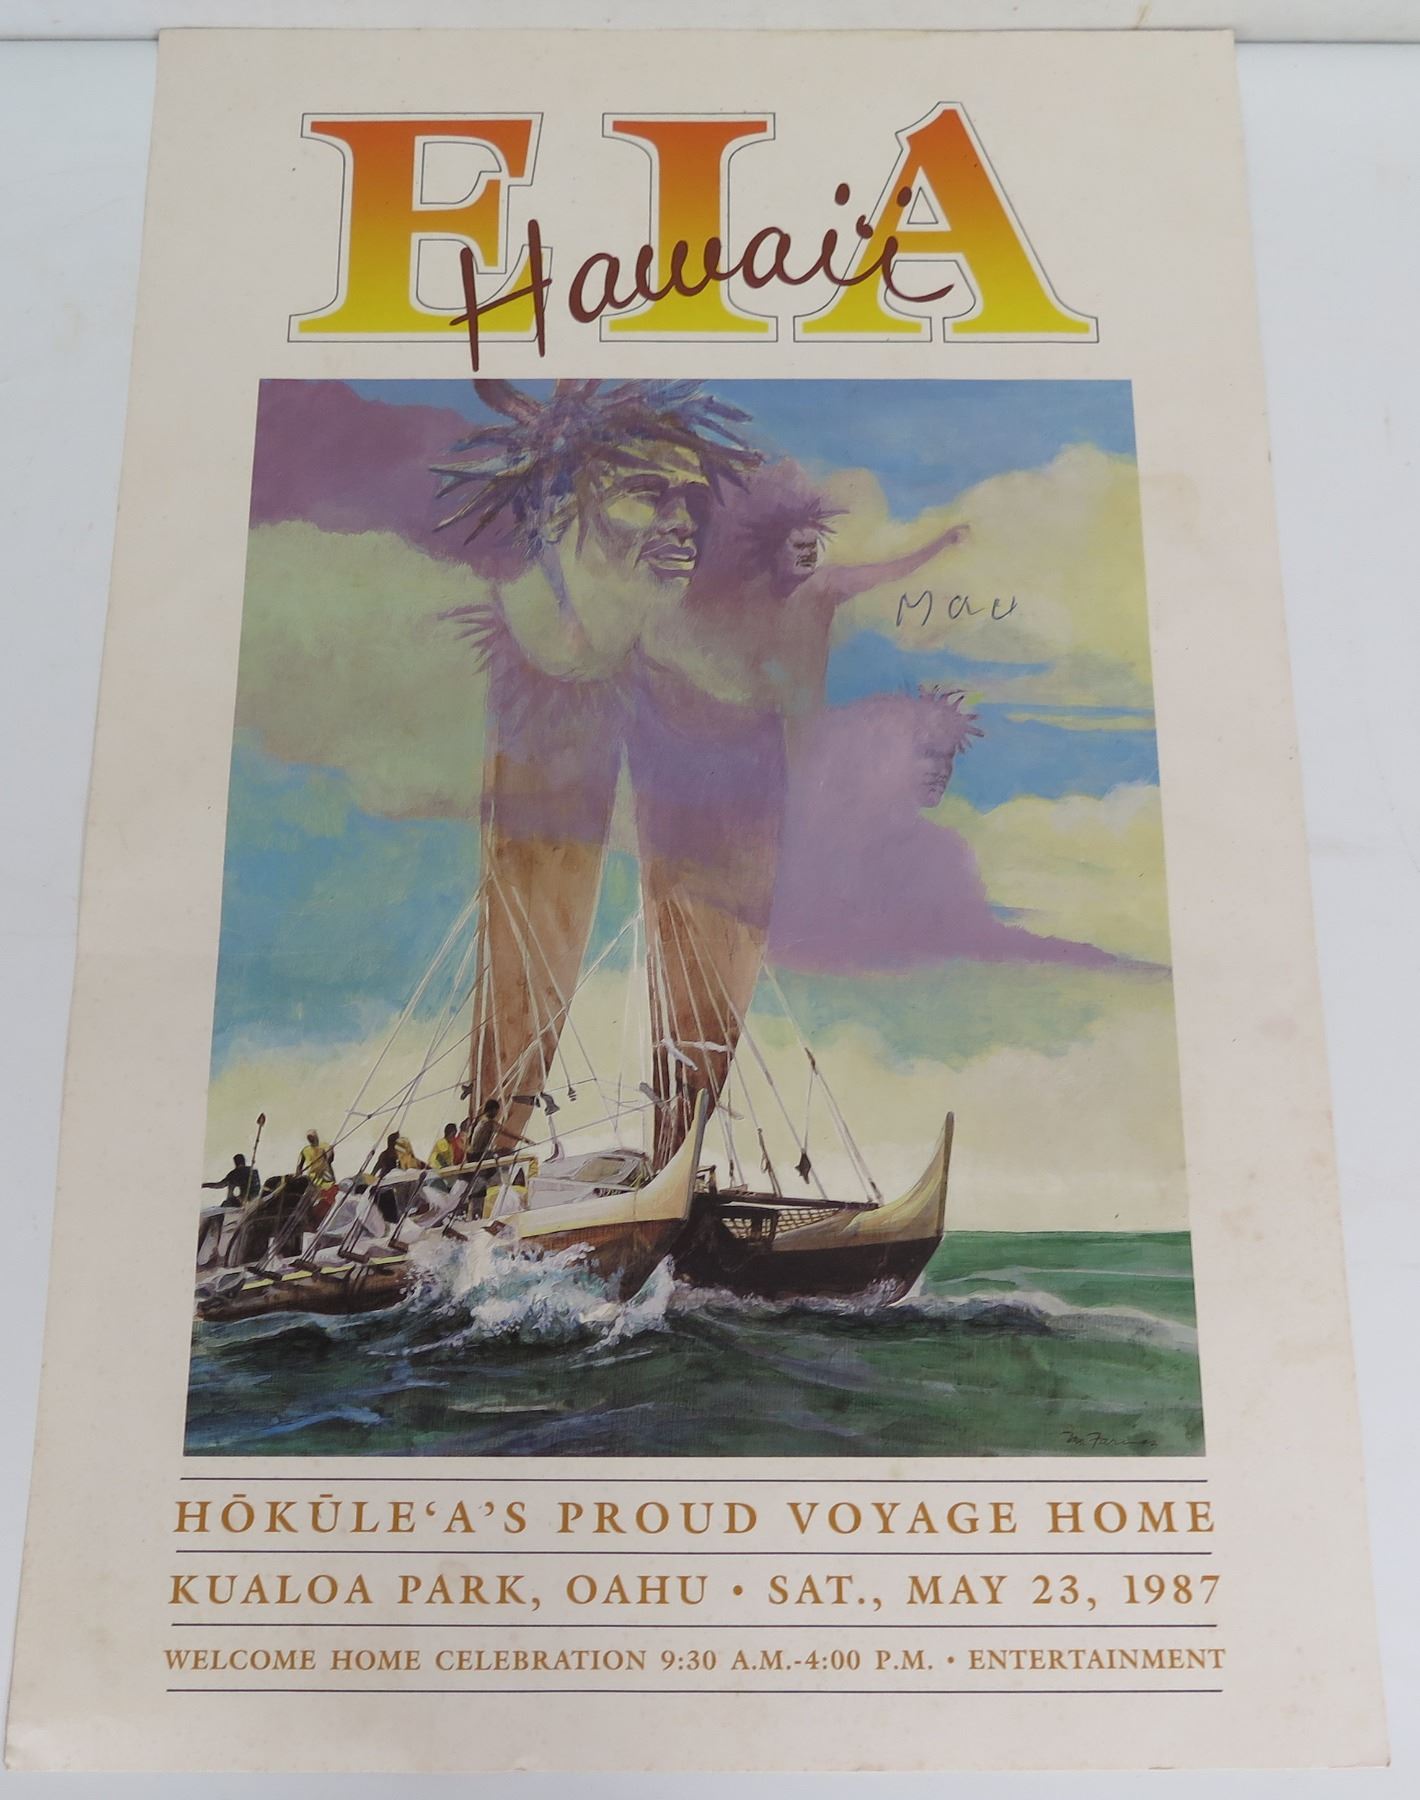 EIA
Hawai'i
Mau
HŌKŪLE‘A’S PROUD VOYAGE HOME
KUALOA PARK, OAHU • SAT., MAY 23, 1987
WELCOME HOME CELEBRATION 9:30 A.M.-4:00 P.M. • ENTERTAINMENT